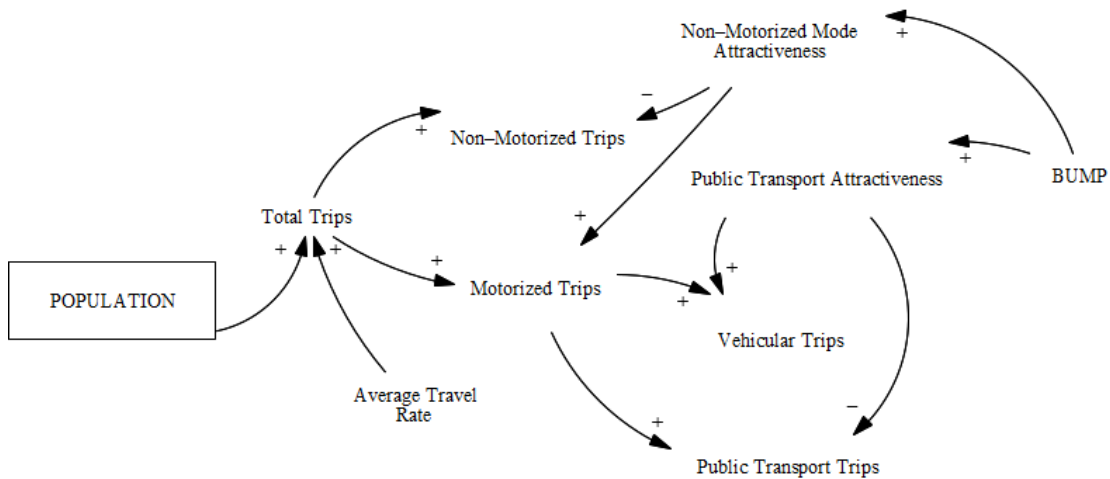 Non–Motorized Mode
Attractiveness
+
–
+
Non–Motorized Trips
+
Public Transport Attractiveness
BUMP
Total Trips
+
+
+
+
+
POPULATION
Motorized Trips
+
+
Vehicular Trips
Average Travel
Rate
–
+
Public Transport Trips